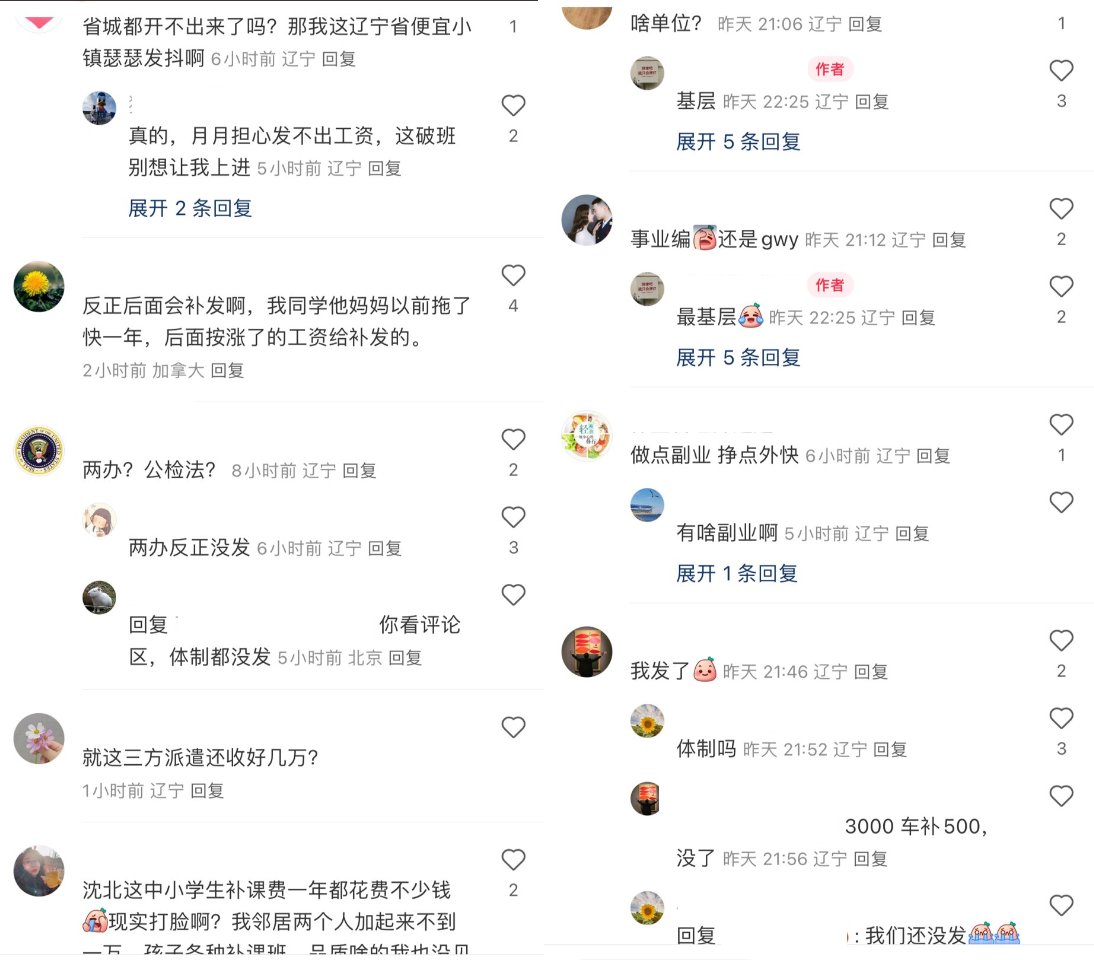 省城都开不出来了吗？那我这辽宁省便宜小
镇瑟瑟发抖啊 6小时前 辽宁 回复
1
真的，月月担心发不出工资，这破班
别想让我上进 5小时前 辽宁 回复
2
展开 2 条回复
反正后面会补发啊，我同学他妈妈以前拖了
快一年，后面按涨了的工资给补发的。
2小时前 加拿大 回复
4
两办？公检法？ 8小时前 辽宁 回复
2
两办反正没发 6小时前 辽宁 回复
3
回复 你看评论
区，体制都没发 5小时前 北京 回复
就这三方派遣还收好几万？
1小时前 辽宁 回复
沈北这中小学生补课费一年都花费不少钱
现实打脸啊？我邻居两个人加起来不到
一万，孩子各种补课班，品质啥的我也没见
2
啥单位？ 昨天 21:06 辽宁 回复
1
作者
基层 昨天 22:25 辽宁 回复
3
展开 5 条回复
事业编还是gwy 昨天 21:12 辽宁 回复
2
作者
最基层 昨天 22:25 辽宁 回复
2
展开 5 条回复
做点副业 挣点外快 6小时前 辽宁 回复
1
有啥副业啊 5小时前 辽宁 回复
展开 1 条回复
我发了 昨天 21:46 辽宁 回复
2
体制吗 昨天 21:52 辽宁 回复
3
3000 车补500，
没了 昨天 21:56 辽宁 回复
回复 : 我们还没发